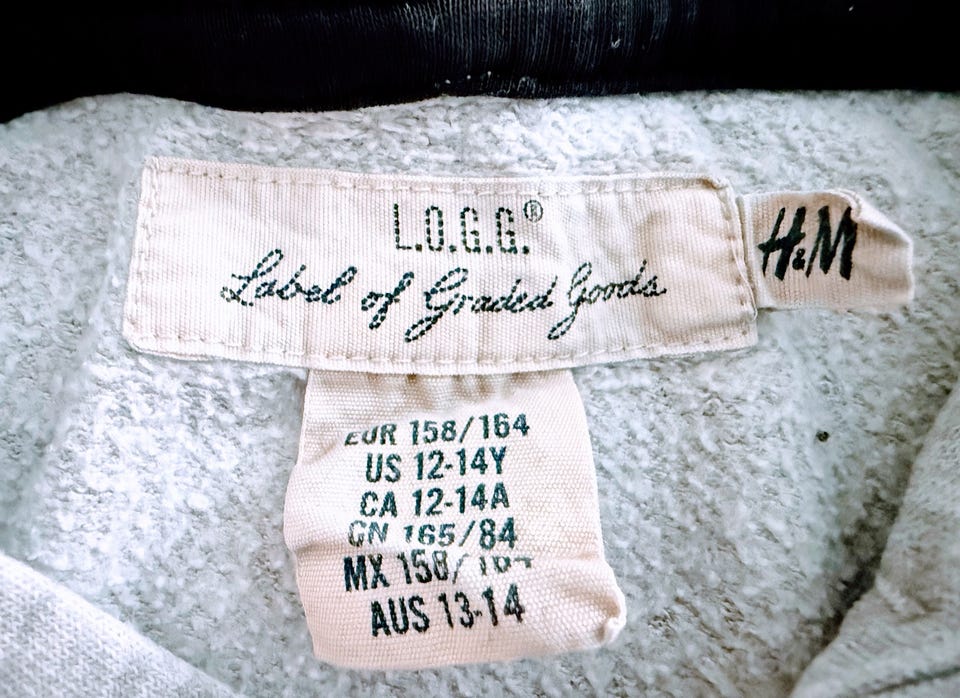 L.O.G.G.®
Label of Graded Goods
H&M
EUR 158/164
US 12-14Y
CA 12-14A
CN 165/84
MX 158/164
AUS 13-14